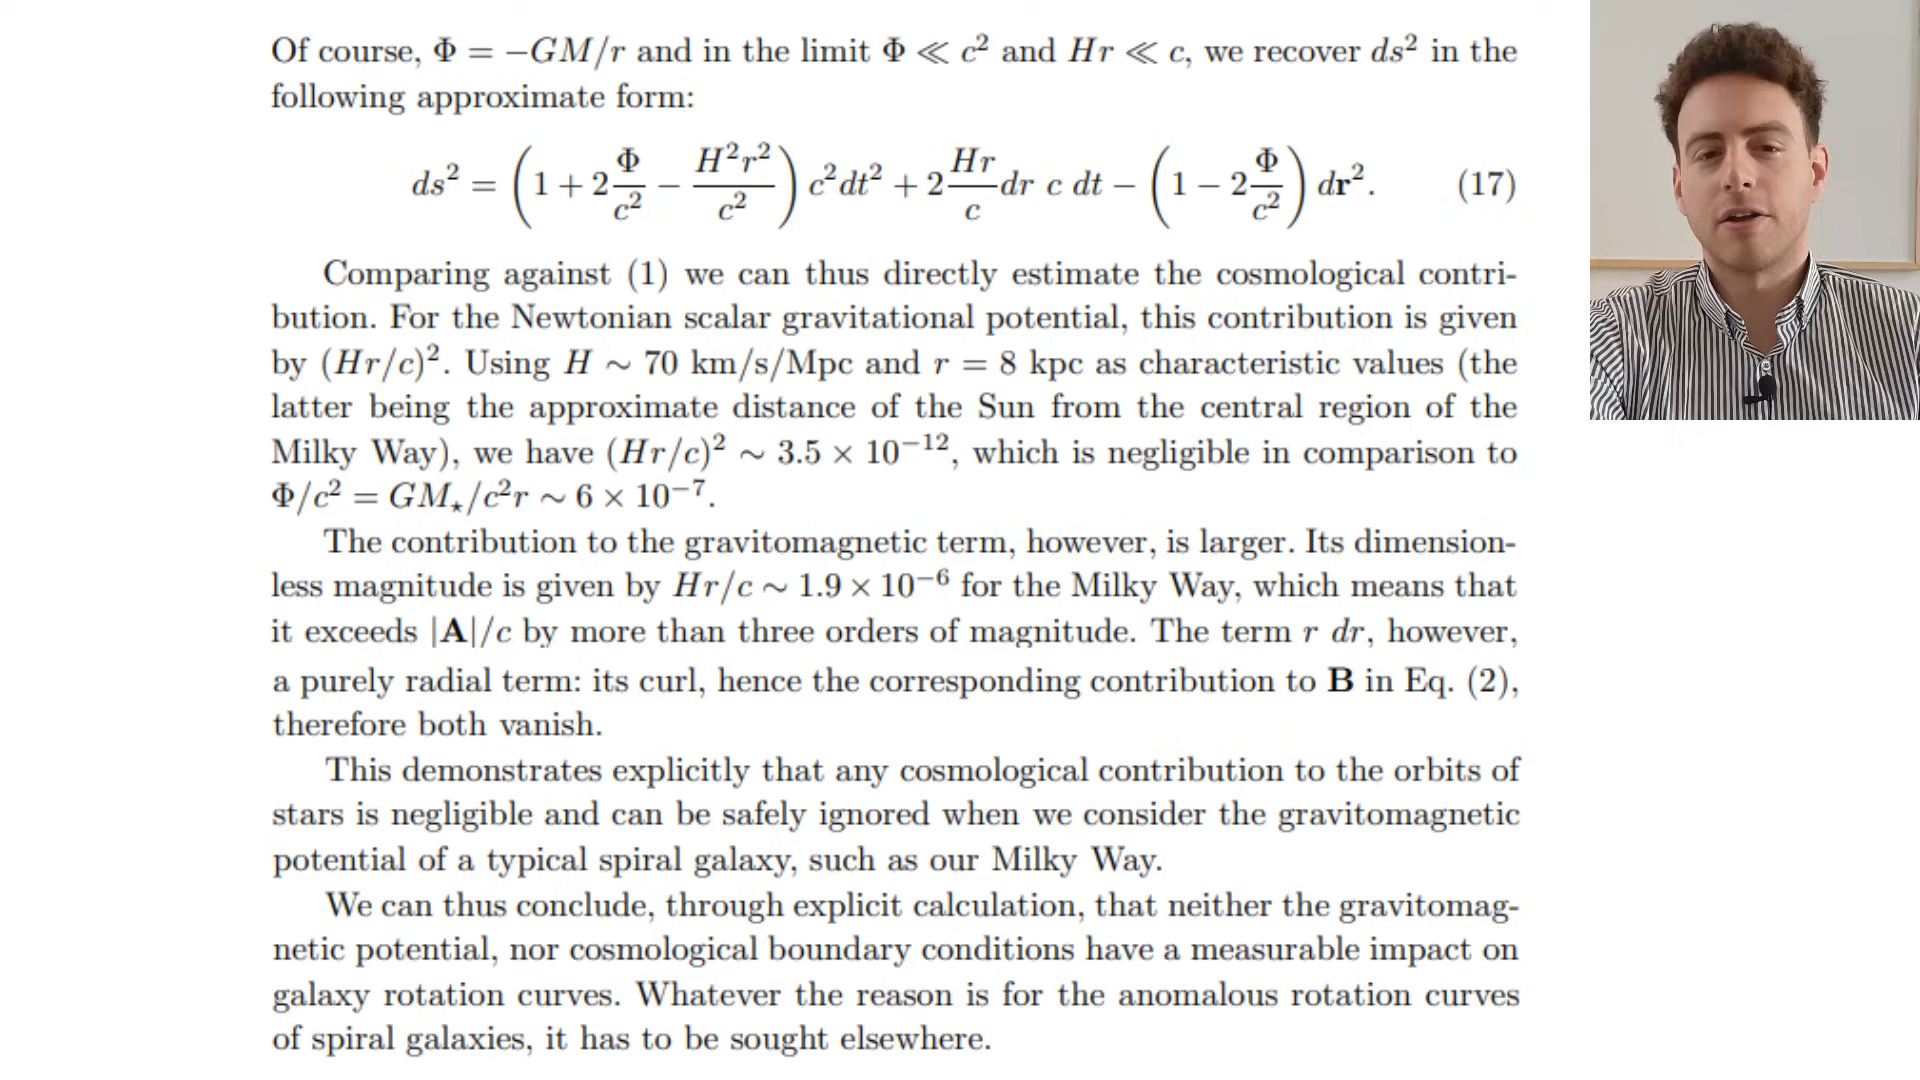 Of course, Φ = −GM/r and in the limit Φ ≪ c² and Hr ≪ c, we recover ds² in the
following approximate form:
ds² = (1 + 2 Φ/c² − H²r²/c²) c²dt² + 2 Hr/c dr c dt − (1 − 2 Φ/c²) d𝐫². (17)
Comparing against (1) we can thus directly estimate the cosmological contri-
bution. For the Newtonian scalar gravitational potential, this contribution is given
by (Hr/c)². Using H ∼ 70 km/s/Mpc and r = 8 kpc as characteristic values (the
latter being the approximate distance of the Sun from the central region of the
Milky Way), we have (Hr/c)² ∼ 3.5 × 10⁻¹², which is negligible in comparison to
Φ/c² = GM⋆/c²r ∼ 6 × 10⁻⁷.
The contribution to the gravitomagnetic term, however, is larger. Its dimension-
less magnitude is given by Hr/c ∼ 1.9 × 10⁻⁶ for the Milky Way, which means that
it exceeds |𝐀|/c by more than three orders of magnitude. The term r dr, however,
a purely radial term: its curl, hence the corresponding contribution to 𝐁 in Eq. (2),
therefore both vanish.
This demonstrates explicitly that any cosmological contribution to the orbits of
stars is negligible and can be safely ignored when we consider the gravitomagnetic
potential of a typical spiral galaxy, such as our Milky Way.
We can thus conclude, through explicit calculation, that neither the gravitomag-
netic potential, nor cosmological boundary conditions have a measurable impact on
galaxy rotation curves. Whatever the reason is for the anomalous rotation curves
of spiral galaxies, it has to be sought elsewhere.